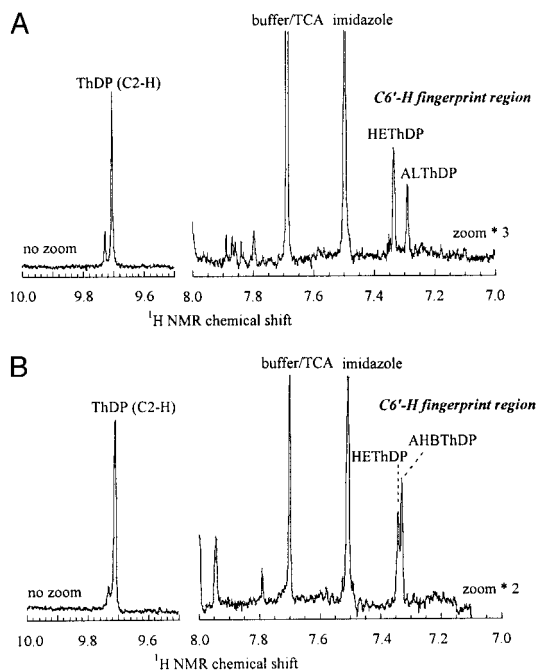 A
buffer/TCA imidazole
ThDP (C2-H)
C6'-H fingerprint region
HEThDP
ALThDP
no zoom
zoom * 3
10.0 9.8 9.6 8.0 7.8 7.6 7.4 7.2 7.0
¹H NMR chemical shift
B
buffer/TCA imidazole
ThDP (C2-H)
C6'-H fingerprint region
AHBThDP
HEThDP
no zoom
zoom * 2
10.0 9.8 9.6 8.0 7.8 7.6 7.4 7.2 7.0
¹H NMR chemical shift